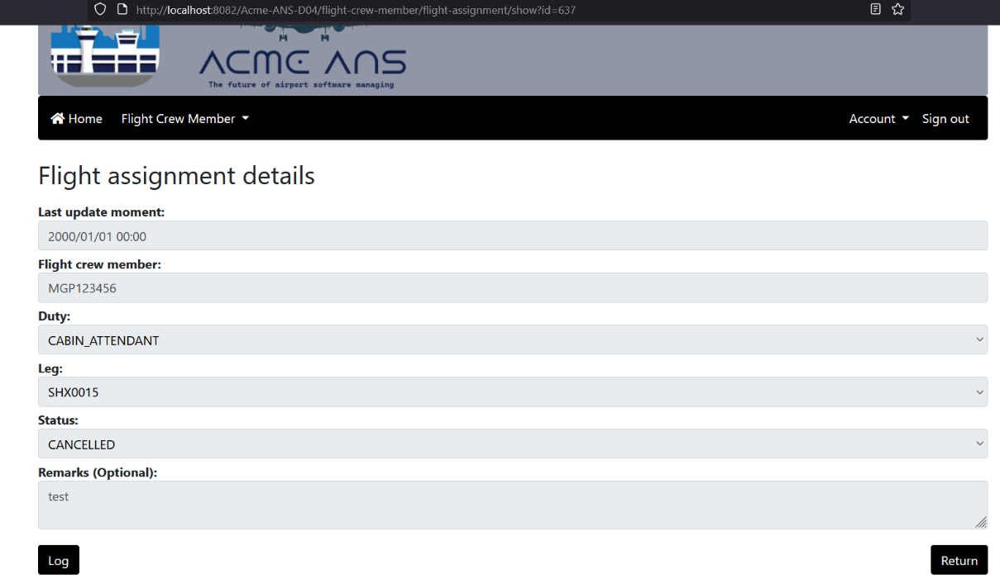 http://localhost:8082/Acme-ANS-D04/flight-crew-member/flight-assignment/show?id=637
ACME ANS
The future of airport software managing
Home Flight Crew Member Account Sign out
Flight assignment details
Last update moment:
2000/01/01 00:00
Flight crew member:
MGP123456
Duty:
CABIN_ATTENDANT
Leg:
SHX0015
Status:
CANCELLED
Remarks (Optional):
test
Log Return